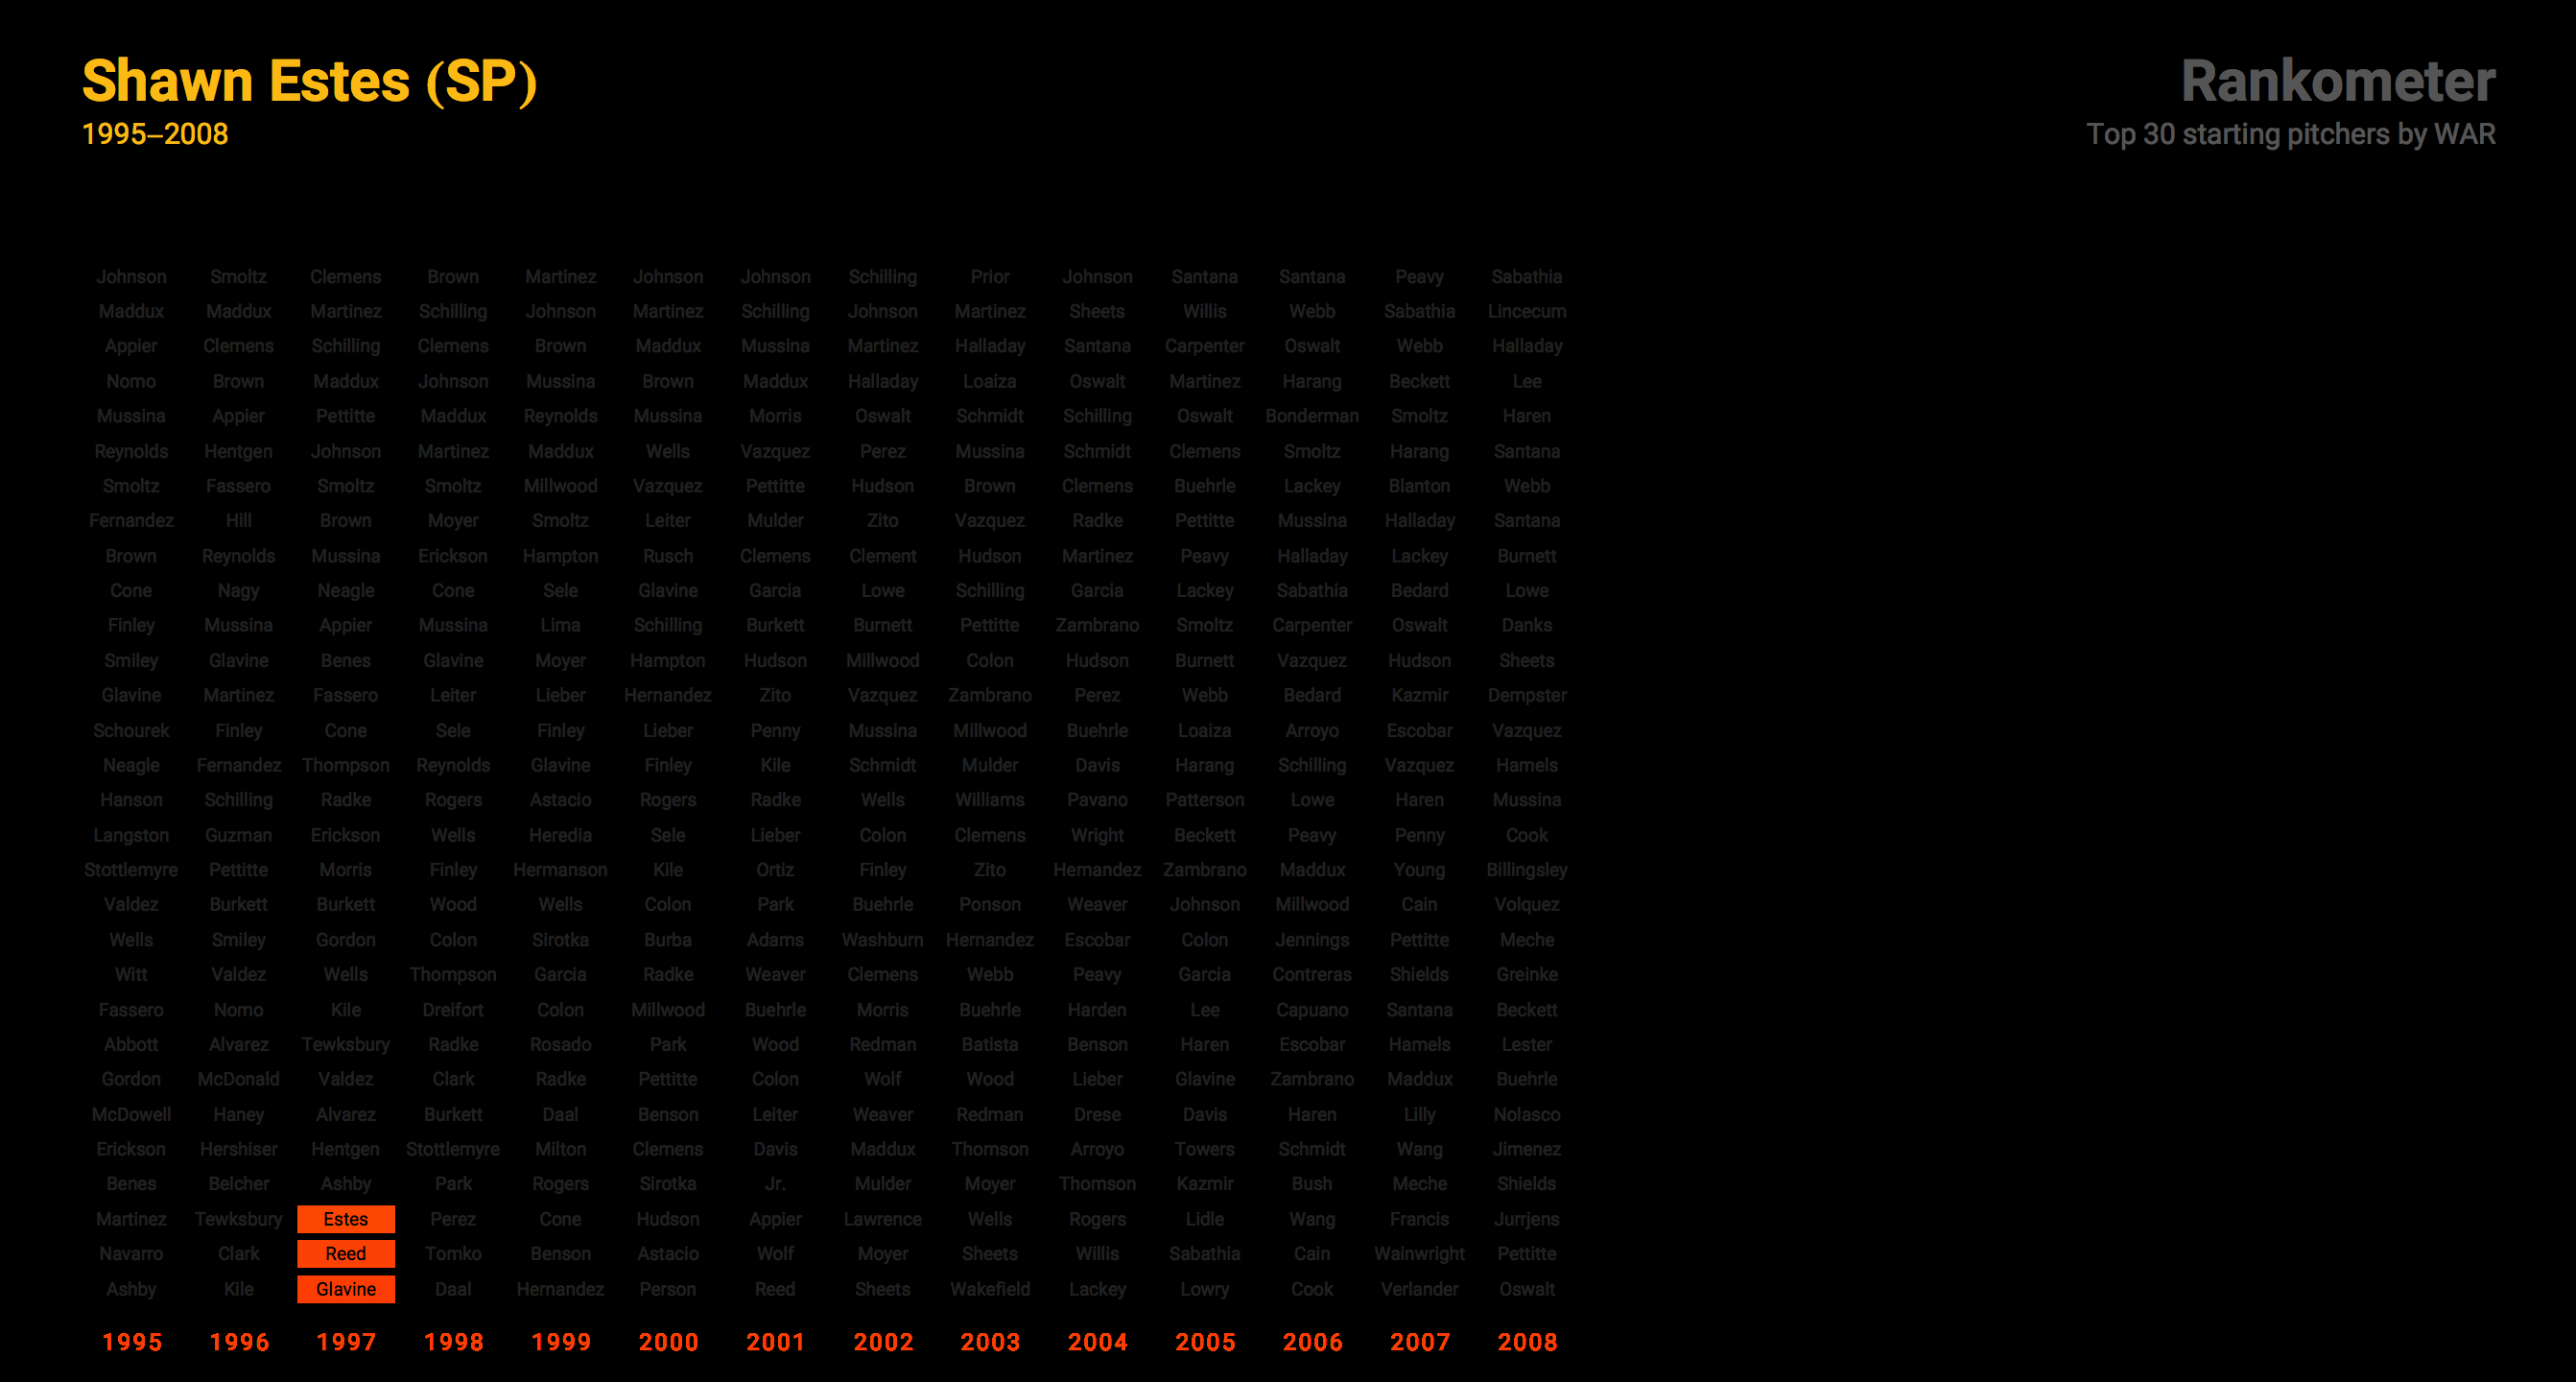 Shawn Estes (SP)
1995–2008
Rankometer
Top 30 starting pitchers by WAR
Johnson Smoltz Clemens Brown Martinez Johnson Johnson Schilling Prior Johnson Santana Santana Peavy Sabathia
Maddux Maddux Martinez Schilling Johnson Martinez Schilling Johnson Martinez Sheets Willis Webb Sabathia Lincecum
Appier Clemens Schilling Clemens Brown Maddux Mussina Martinez Halladay Santana Carpenter Oswalt Webb Halladay
Nomo Brown Maddux Johnson Mussina Brown Maddux Halladay Loaiza Oswalt Martinez Harang Beckett Lee
Mussina Appier Pettitte Maddux Reynolds Mussina Morris Oswalt Schmidt Schilling Oswalt Bonderman Smoltz Haren
Reynolds Hentgen Johnson Martinez Maddux Wells Vazquez Perez Mussina Schmidt Clemens Smoltz Harang Santana
Smoltz Fassero Smoltz Smoltz Millwood Vazquez Pettitte Hudson Brown Clemens Buehrle Lackey Blanton Webb
Fernandez Hill Brown Moyer Smoltz Leiter Mulder Zito Vazquez Radke Pettitte Mussina Halladay Santana
Brown Reynolds Mussina Erickson Hampton Rusch Clemens Clement Hudson Martinez Peavy Halladay Lackey Burnett
Cone Nagy Neagle Cone Sele Glavine Garcia Lowe Schilling Garcia Lackey Sabathia Bedard Lowe
Finley Mussina Appier Mussina Lima Schilling Burkett Burnett Pettitte Zambrano Smoltz Carpenter Oswalt Danks
Smiley Glavine Benes Glavine Moyer Hampton Hudson Millwood Colon Hudson Burnett Vazquez Hudson Sheets
Glavine Martinez Fassero Leiter Lieber Hernandez Zito Vazquez Zambrano Perez Webb Bedard Kazmir Dempster
Schourek Finley Cone Sele Finley Lieber Penny Mussina Millwood Buehrle Loaiza Arroyo Escobar Vazquez
Neagle Fernandez Thompson Reynolds Glavine Finley Kile Schmidt Mulder Davis Harang Schilling Vazquez Hamels
Hanson Schilling Radke Rogers Astacio Rogers Radke Wells Williams Pavano Patterson Lowe Haren Mussina
Langston Guzman Erickson Wells Heredia Sele Lieber Colon Clemens Wright Beckett Peavy Penny Cook
Stottlemyre Pettitte Morris Finley Hermanson Kile Ortiz Finley Zito Hernandez Zambrano Maddux Young Billingsley
Valdez Burkett Burkett Wood Wells Colon Park Buehrle Ponson Weaver Johnson Millwood Cain Volquez
Wells Smiley Gordon Colon Sirotka Burba Adams Washburn Hernandez Escobar Colon Jennings Pettitte Meche
Witt Valdez Wells Thompson Garcia Radke Weaver Clemens Webb Peavy Garcia Contreras Shields Greinke
Fassero Nomo Kile Dreifort Colon Millwood Buehrle Morris Buehrle Harden Lee Capuano Santana Beckett
Abbott Alvarez Tewksbury Radke Rosado Park Wood Redman Batista Benson Haren Escobar Hamels Lester
Gordon McDonald Valdez Clark Radke Pettitte Colon Wolf Wood Lieber Glavine Zambrano Maddux Buehrle
McDowell Haney Alvarez Burkett Daal Benson Leiter Weaver Redman Drese Davis Haren Lilly Nolasco
Erickson Hershiser Hentgen Stottlemyre Milton Clemens Davis Maddux Thomson Arroyo Towers Schmidt Wang Jimenez
Benes Belcher Ashby Park Rogers Sirotka Jr. Mulder Moyer Thomson Kazmir Bush Meche Shields
Martinez Tewksbury Estes Perez Cone Hudson Appier Lawrence Wells Rogers Lidle Wang Francis Jurrjens
Navarro Clark Reed Tomko Benson Astacio Wolf Moyer Sheets Willis Sabathia Cain Wainwright Pettitte
Ashby Kile Glavine Daal Hernandez Person Reed Sheets Wakefield Lackey Lowry Cook Verlander Oswalt
1995 1996 1997 1998 1999 2000 2001 2002 2003 2004 2005 2006 2007 2008